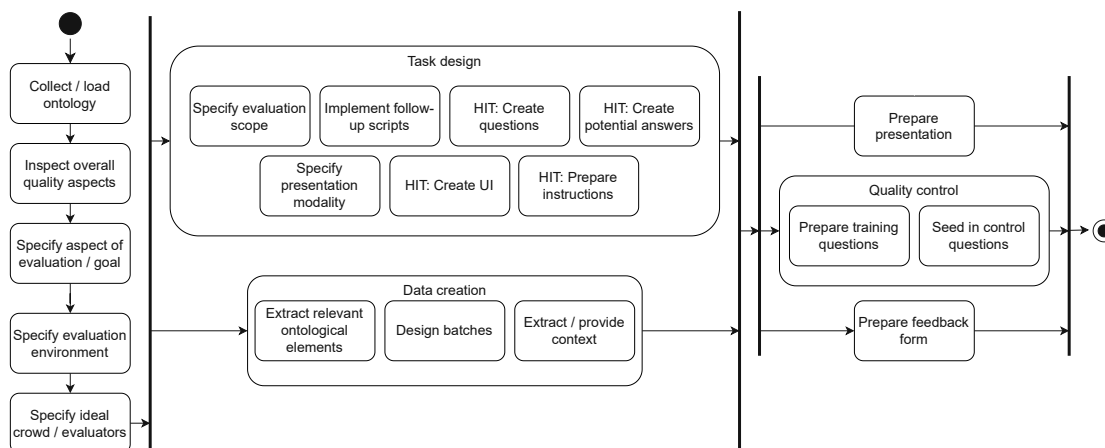 Collect / load
ontology
Inspect overall
quality aspects
Specify aspect of
evaluation / goal
Specify evaluation
environment
Specify ideal
crowd / evaluators
Task design
Specify evaluation
scope
Implement follow-
up scripts
HIT: Create
questions
HIT: Create
potential answers
Specify
presentation
modality
HIT: Create UI
HIT: Prepare
instructions
Data creation
Extract relevant
ontological
elements
Design batches
Extract / provide
context
Prepare
presentation
Quality control
Prepare training
questions
Seed in control
questions
Prepare feedback
form